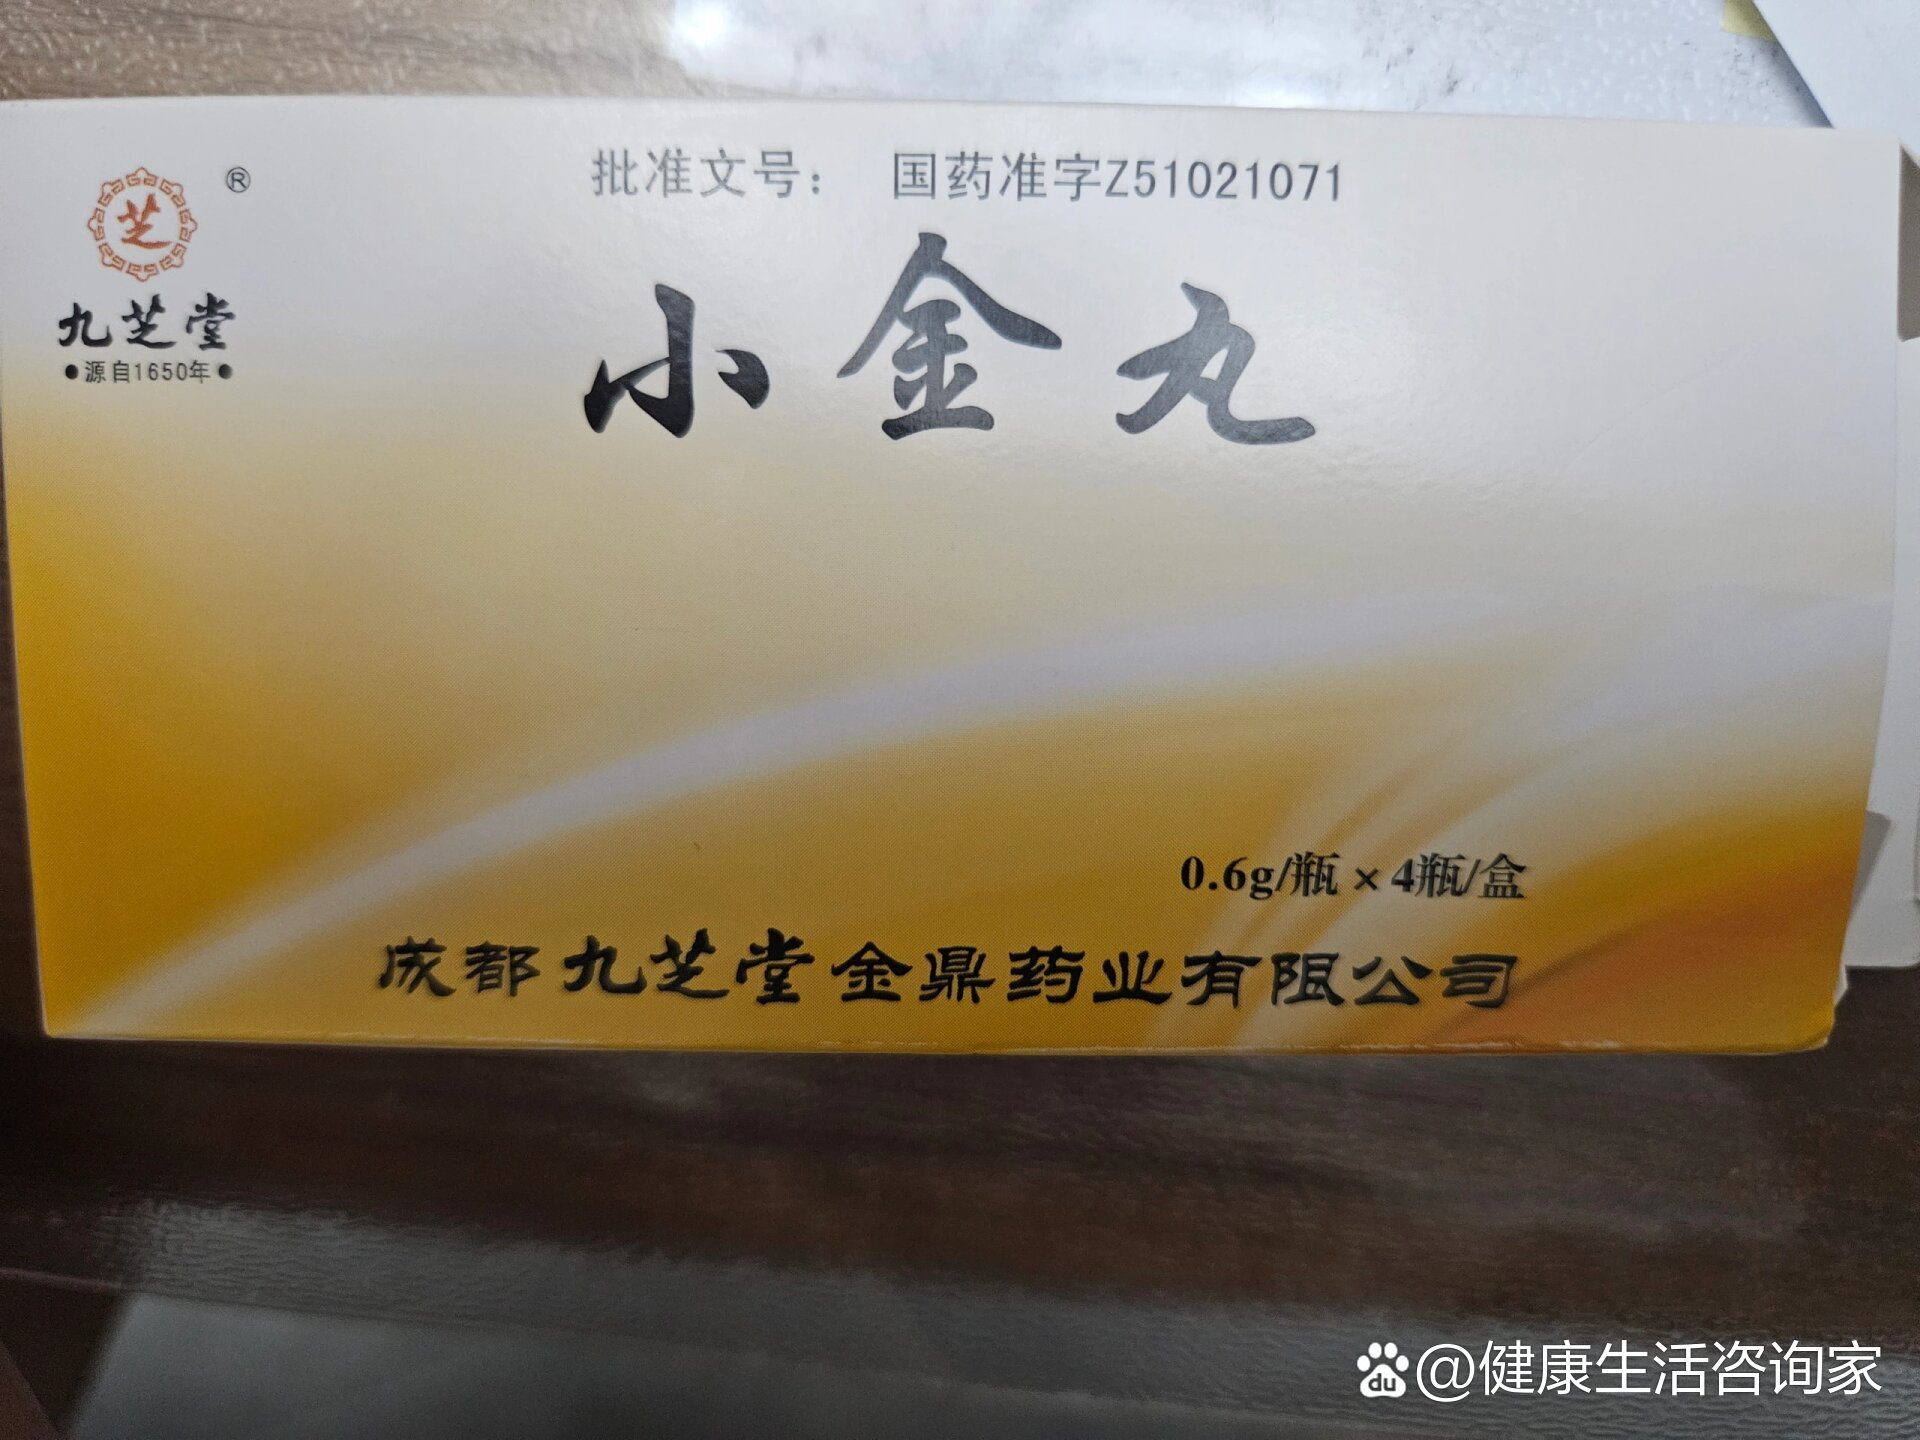 批准文号： 国药准字Z51021071
芝
®
九芝堂
●源自1650年●
小金丸
0.6g/瓶×4瓶/盒
成都九芝堂金鼎药业有限公司
du @健康生活咨询家